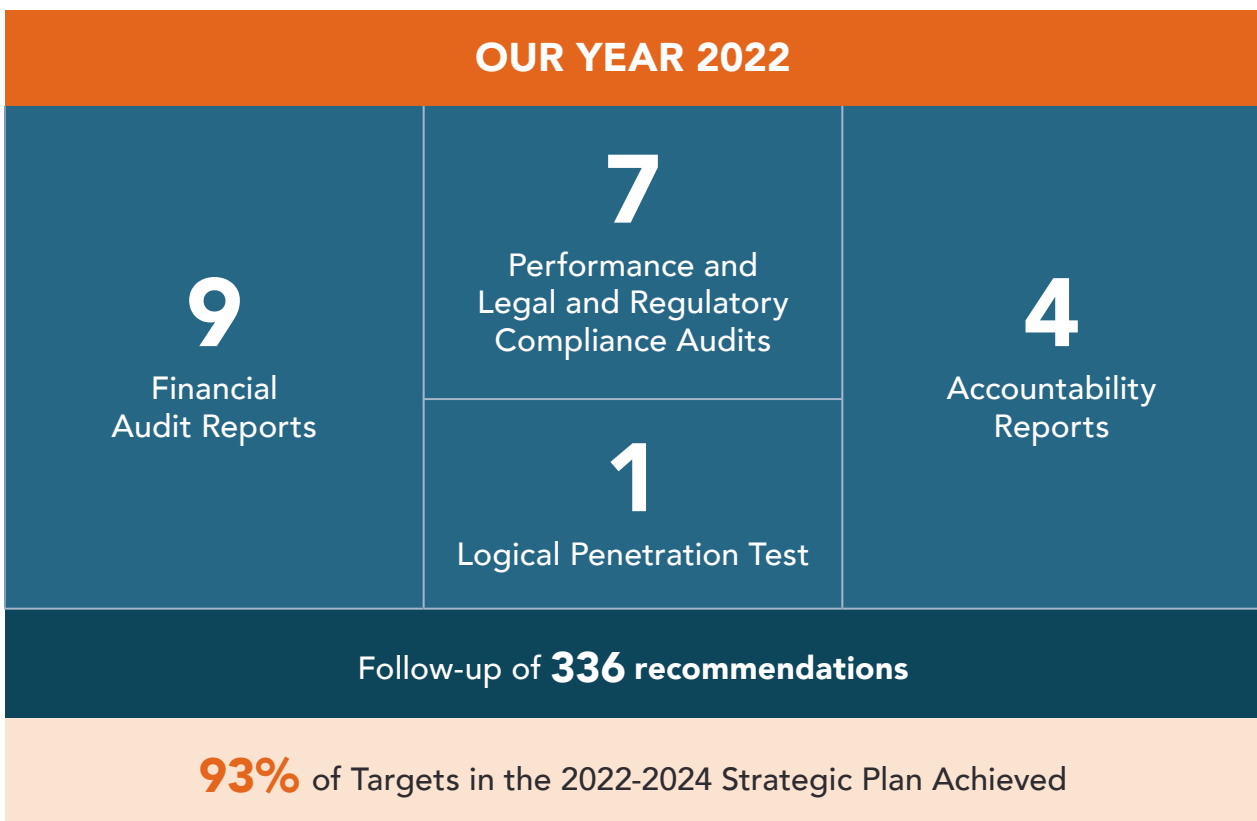 OUR YEAR 2022
9
Financial
Audit Reports
7
Performance and
Legal and Regulatory
Compliance Audits
1
Logical Penetration Test
4
Accountability
Reports
Follow-up of 336 recommendations
93% of Targets in the 2022-2024 Strategic Plan Achieved